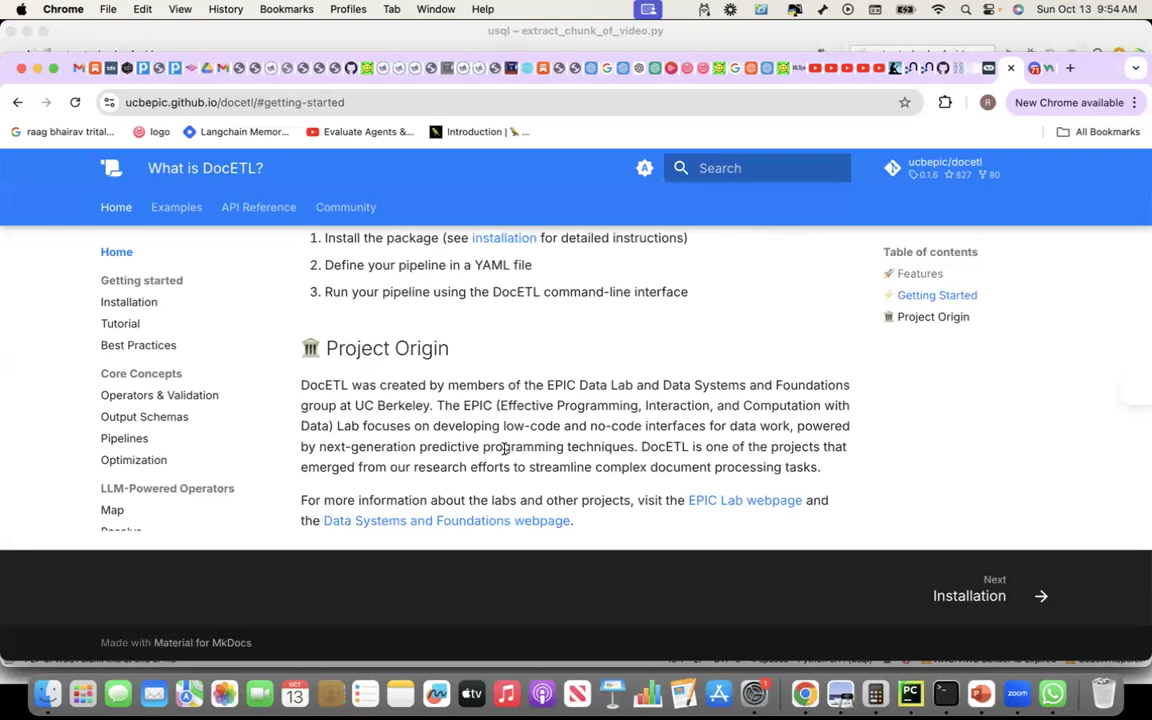 Chrome File Edit View History Bookmarks Profiles Tab Window Help Sun Oct 13 9:54 AM
usql – extract_chunk_of_video.py
ucbepic.github.io/docetl/#getting-started
New Chrome available
raag bhairav trital...
logo
Langchain Memor...
Evaluate Agents &...
Introduction | ...
All Bookmarks
What is DocETL?
Search
ucbepic/docetl
0.1.6 827 80
Home Examples API Reference Community
Home
Getting started
Installation
Tutorial
Best Practices
Core Concepts
Operators & Validation
Output Schemas
Pipelines
Optimization
LLM-Powered Operators
Map
1. Install the package (see installation for detailed instructions)
2. Define your pipeline in a YAML file
3. Run your pipeline using the DocETL command-line interface
Project Origin
DocETL was created by members of the EPIC Data Lab and Data Systems and Foundations
group at UC Berkeley. The EPIC (Effective Programming, Interaction, and Computation with
Data) Lab focuses on developing low-code and no-code interfaces for data work, powered
by next-generation predictive programming techniques. DocETL is one of the projects that
emerged from our research efforts to streamline complex document processing tasks.
For more information about the labs and other projects, visit the EPIC Lab webpage and
the Data Systems and Foundations webpage.
Table of contents
Features
Getting Started
Project Origin
Next
Installation
Made with Material for MkDocs
OCT
13
tv
PC
zoom